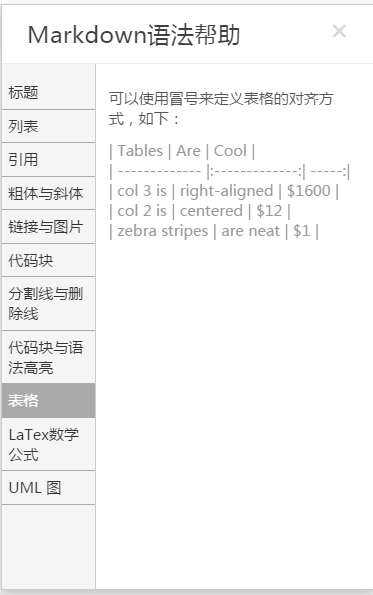 Markdown语法帮助
×
标题
列表
引用
粗体与斜体
链接与图片
代码块
分割线与删
除线
代码块与语
法高亮
表格
LaTex数学
公式
UML 图
可以使用冒号来定义表格的对齐方
式，如下：
| Tables | Are | Cool |
| ------------- |:-------------:| -----:|
| col 3 is | right-aligned | $1600 |
| col 2 is | centered | $12 |
| zebra stripes | are neat | $1 |